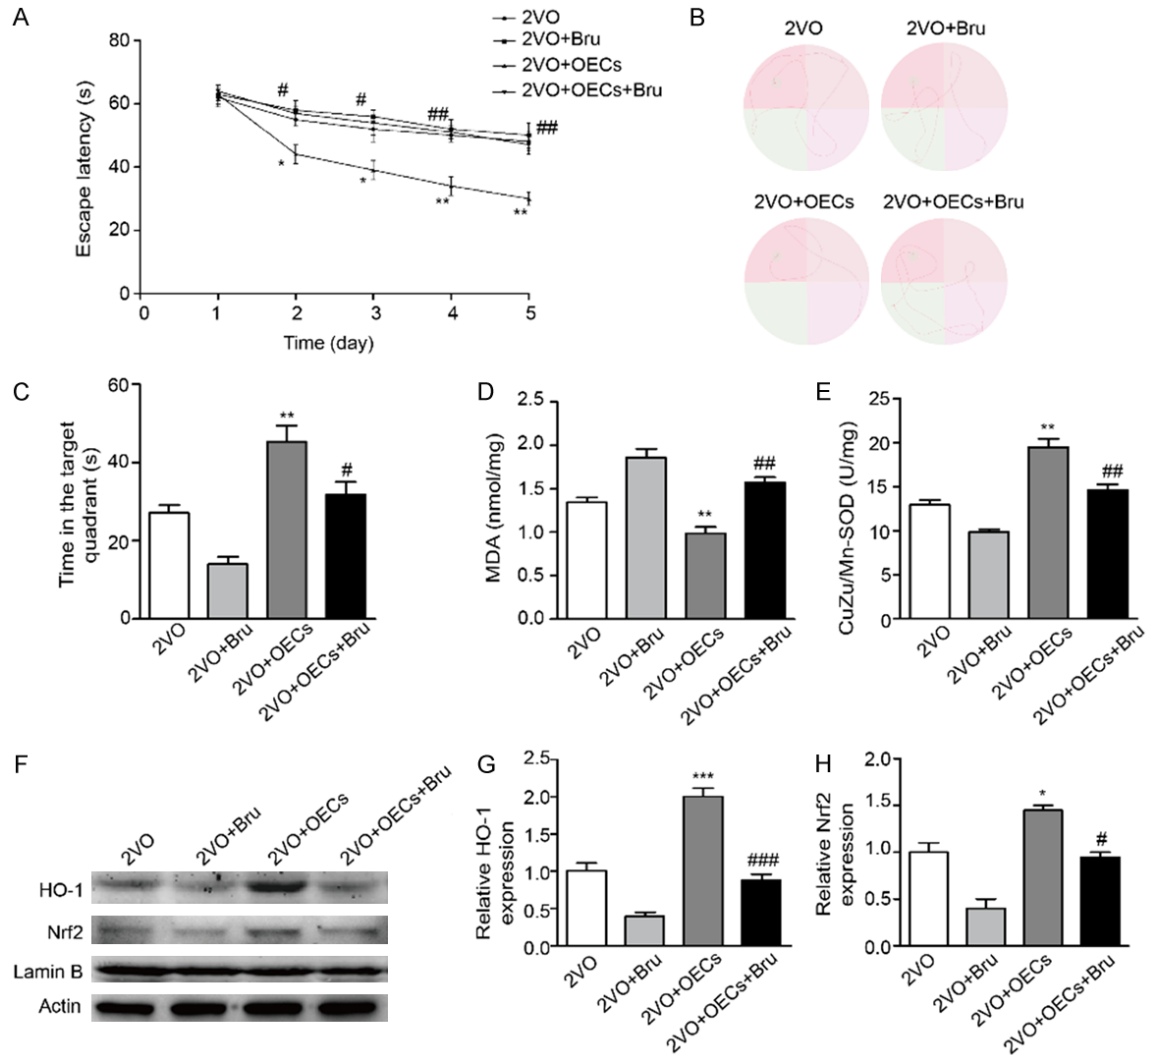 A
2VO
2VO+Bru
2VO+OECs
2VO+OECs+Bru
Escape latency (s)
80
60
40
20
0
# # ## ##
* * ** **
0 1 2 3 4 5
Time (day)
B
2VO 2VO+Bru
2VO+OECs 2VO+OECs+Bru
C
Time in the target
quadrant (s)
60
40
20
0
**
#
2VO
2VO+Bru
2VO+OECs
2VO+OECs+Bru
D
MDA (nmol/mg)
2.5
2.0
1.5
1.0
0.5
0.0
**
##
2VO
2VO+Bru
2VO+OECs
2VO+OECs+Bru
E
CuZu/Mn-SOD (U/mg)
25
20
15
10
5
0
**
##
2VO
2VO+Bru
2VO+OECs
2VO+OECs+Bru
F
2VO
2VO+Bru
2VO+OECs
2VO+OECs+Bru
HO-1
Nrf2
Lamin B
Actin
G
Relative HO-1
expression
2.5
2.0
1.5
1.0
0.5
0.0
***
###
2VO
2VO+Bru
2VO+OECs
2VO+OECs+Bru
H
Relative Nrf2
expression
2.0
1.5
1.0
0.5
0.0
*
#
2VO
2VO+Bru
2VO+OECs
2VO+OECs+Bru